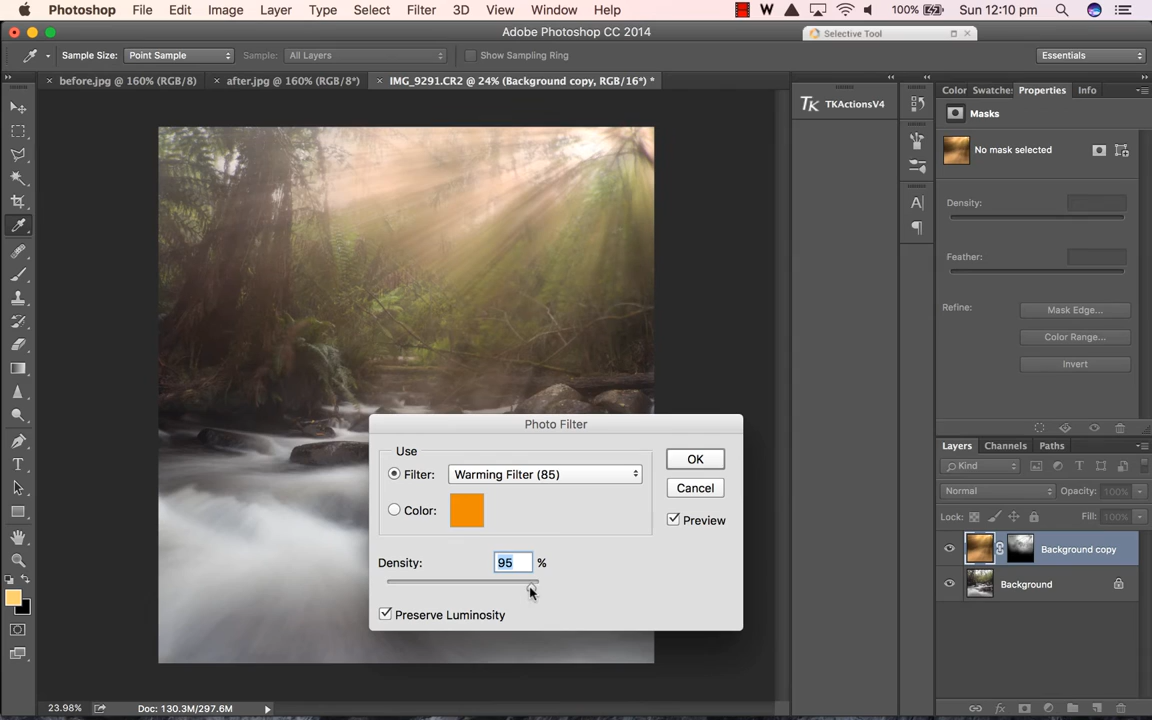 Photoshop File Edit Image Layer Type Select Filter 3D View Window Help W 100% Sun 12:10 pm
Adobe Photoshop CC 2014
Selective Tool
Sample Size: Point Sample Sample: All Layers Show Sampling Ring Essentials
before.jpg @ 160% (RGB/8) after.jpg @ 160% (RGB/8*) IMG_9291.CR2 @ 24% (Background copy, RGB/16*) *
Color Swatche: Properties Info
TK TKActionsV4
Masks
No mask selected
Density:
Feather:
Refine: Mask Edge...
Color Range...
Invert
Photo Filter
Use
Filter: Warming Filter (85)
Color:
OK
Cancel
Preview
Density: 95 %
Preserve Luminosity
Layers Channels Paths
Kind
Normal Opacity: 100%
Lock: Fill: 100%
Background copy
Background
23.98% Doc: 130.3M/297.6M